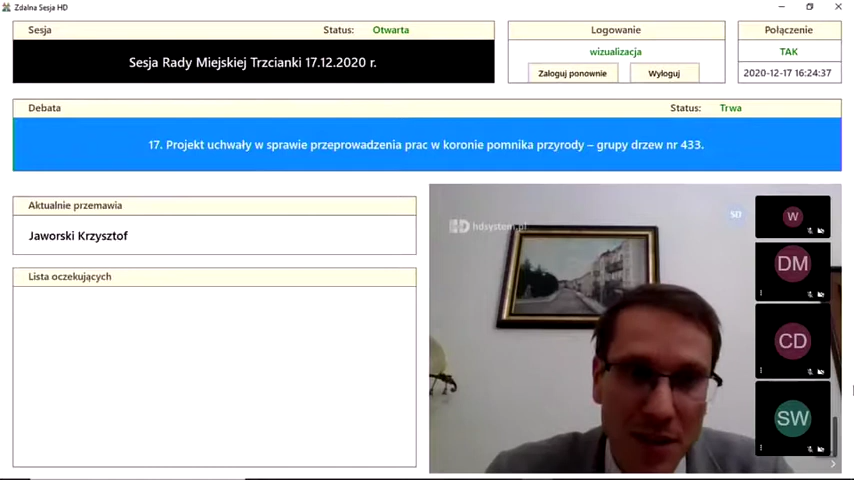 Zdalna Sesja HD
Sesja Status: Otwarta
Sesja Rady Miejskiej Trzcianki 17.12.2020 r.
Logowanie
wizualizacja
Zaloguj ponownie Wyloguj
Połączenie
TAK
2020-12-17 16:24:37
Debata Status: Trwa
17. Projekt uchwały w sprawie przeprowadzenia prac w koronie pomnika przyrody – grupy drzew nr 433.
Aktualnie przemawia
Jaworski Krzysztof
Lista oczekujących
HD hdsystem.pl
SD
W
DM
CD
SW